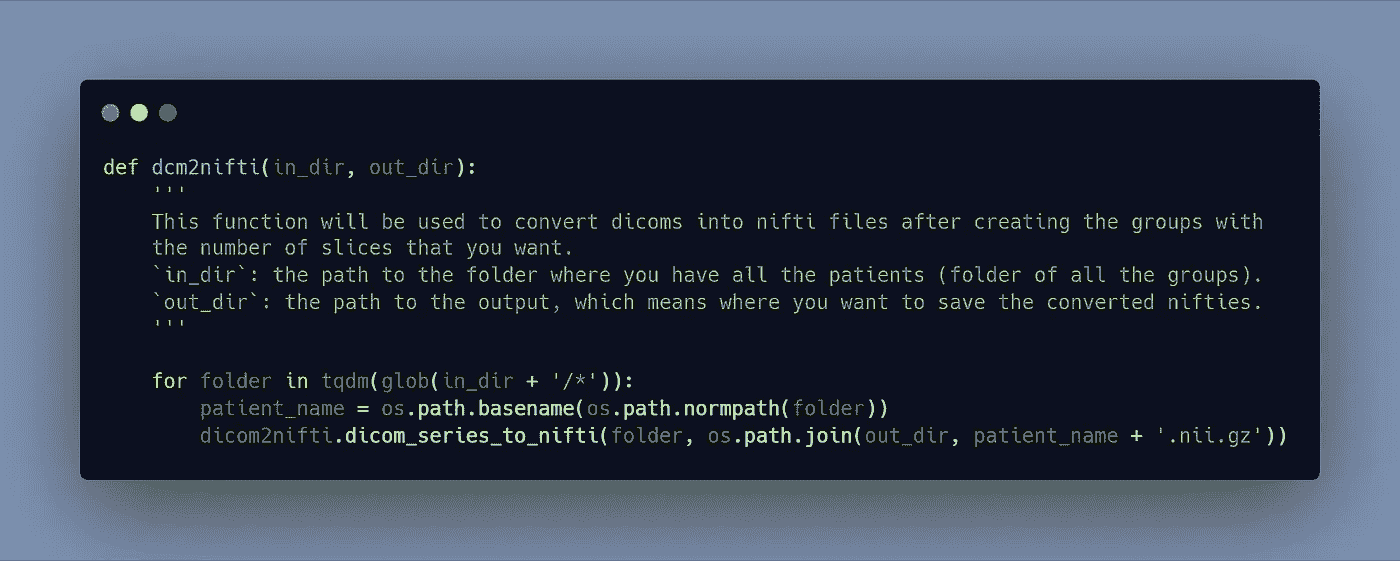 def dcm2nifti(in_dir, out_dir):
    '''
    This function will be used to convert dicoms into nifti files after creating the groups with
    the number of slices that you want.
    `in_dir`: the path to the folder where you have all the patients (folder of all the groups).
    `out_dir`: the path to the output, which means where you want to save the converted nifties.
    '''
    for folder in tqdm(glob(in_dir + '/*')):
        patient_name = os.path.basename(os.path.normpath(folder))
        dicom2nifti.dicom_series_to_nifti(folder, os.path.join(out_dir, patient_name + '.nii.gz'))